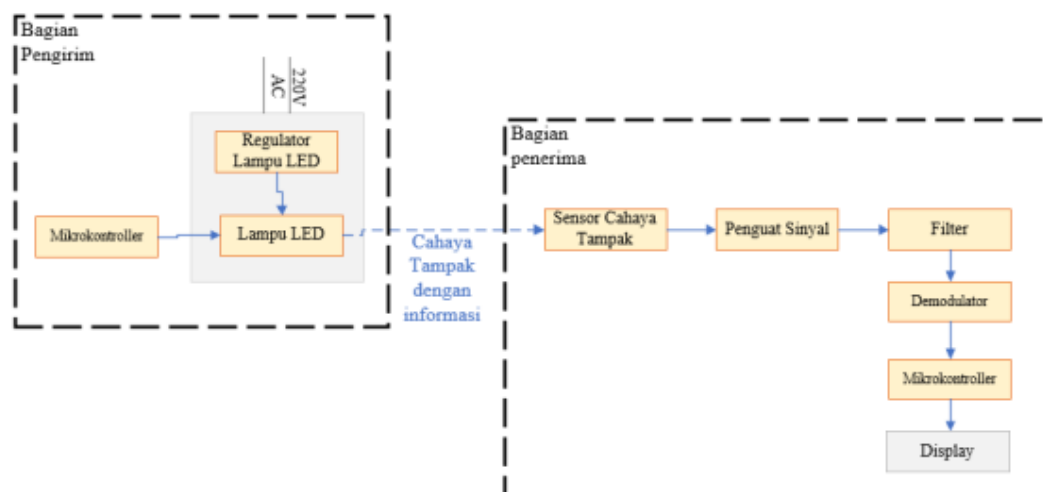 Bagian
Pengirim
220V
AC
Regulator
Lampu LED
Mikrokontroller
Lampu LED
Cahaya
Tampak
dengan
informasi
Bagian
penerima
Sensor Cahaya
Tampak
Penguat Sinyal
Filter
Demodulator
Mikrokontroller
Display